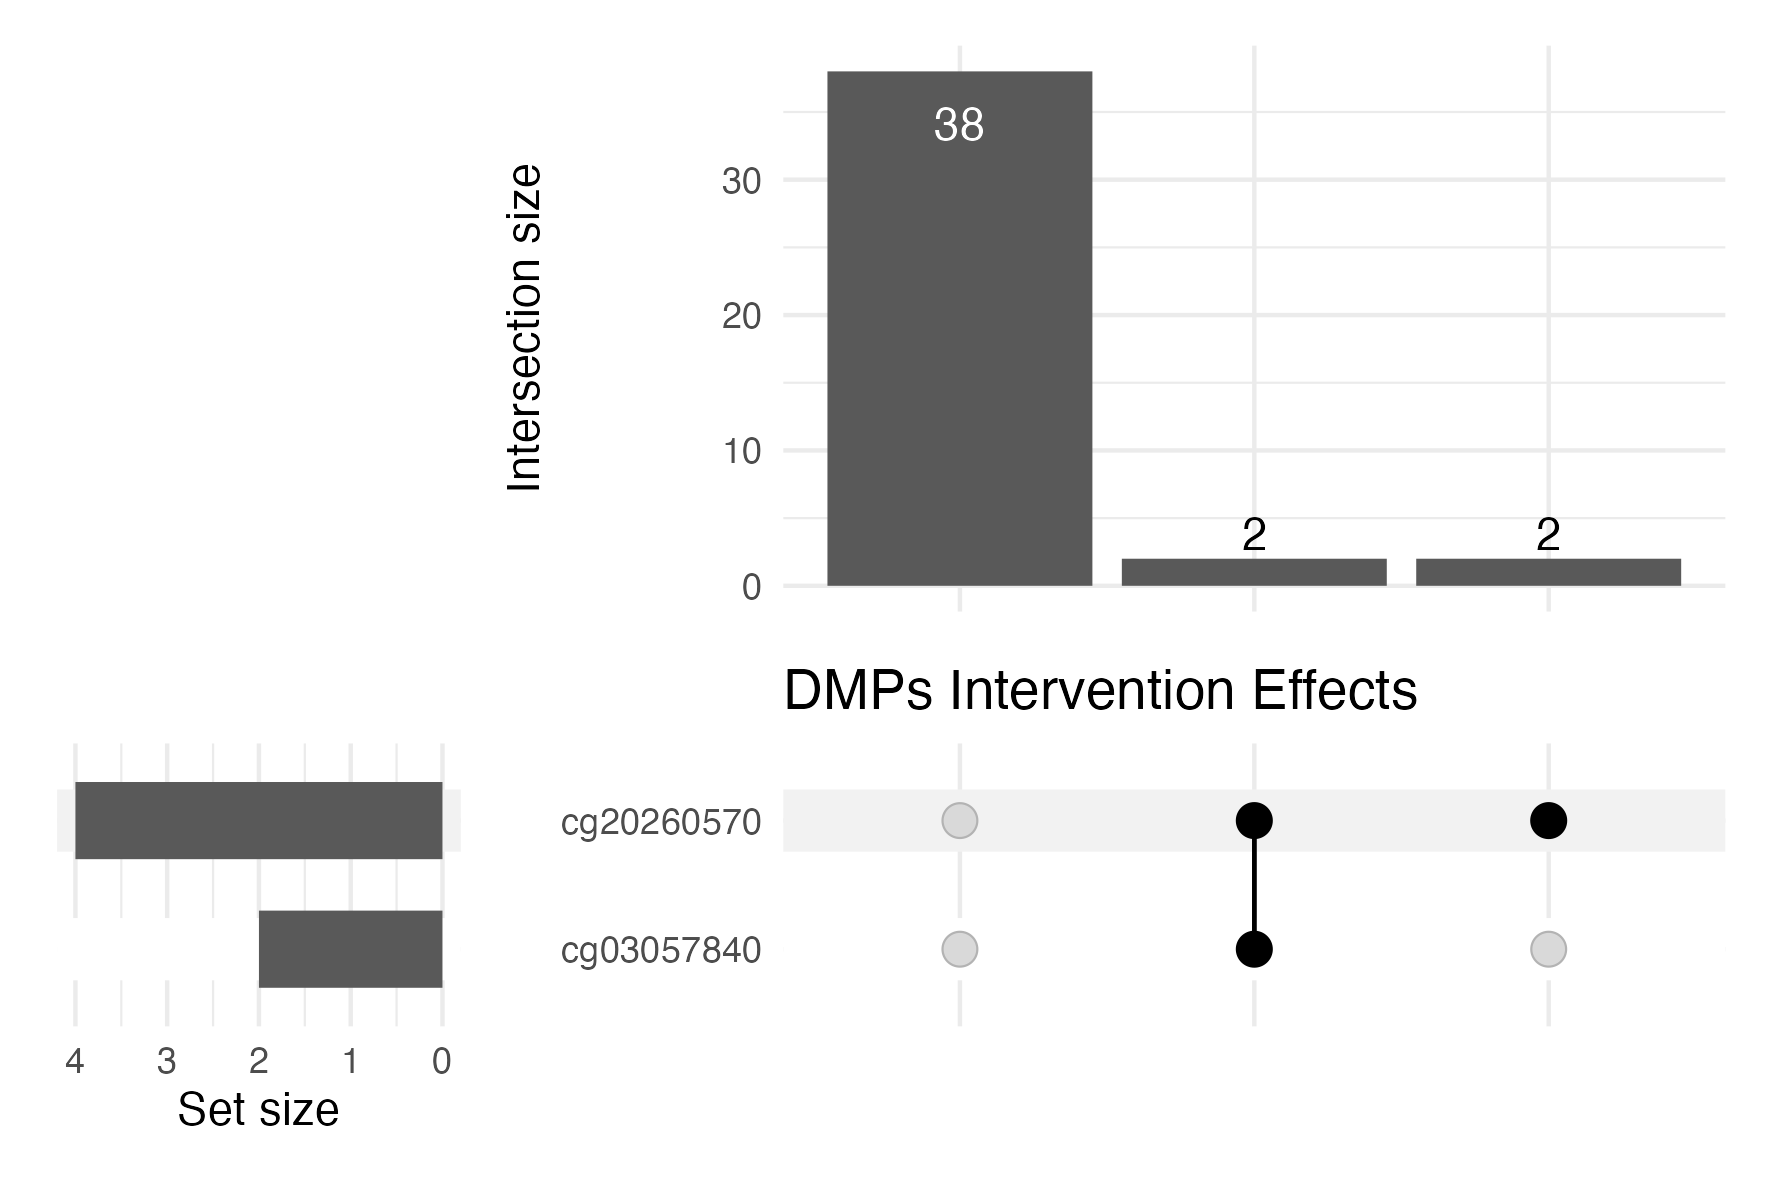 38
30
20
10
0
2
2
Intersection size
DMPs Intervention Effects
cg20260570
cg03057840
4 3 2 1 0
Set size